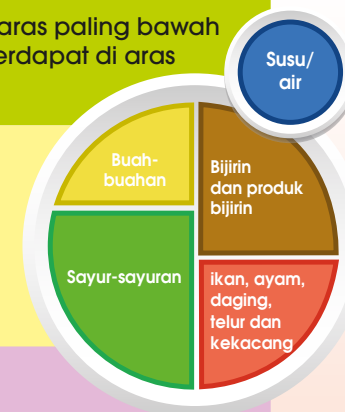 aras paling bawah
erdapat di aras
Susu/
air
Buah-
buahan
Bijirin
dan produk
bijirin
Sayur-sayuran
ikan, ayam,
daging,
telur dan
kekacang